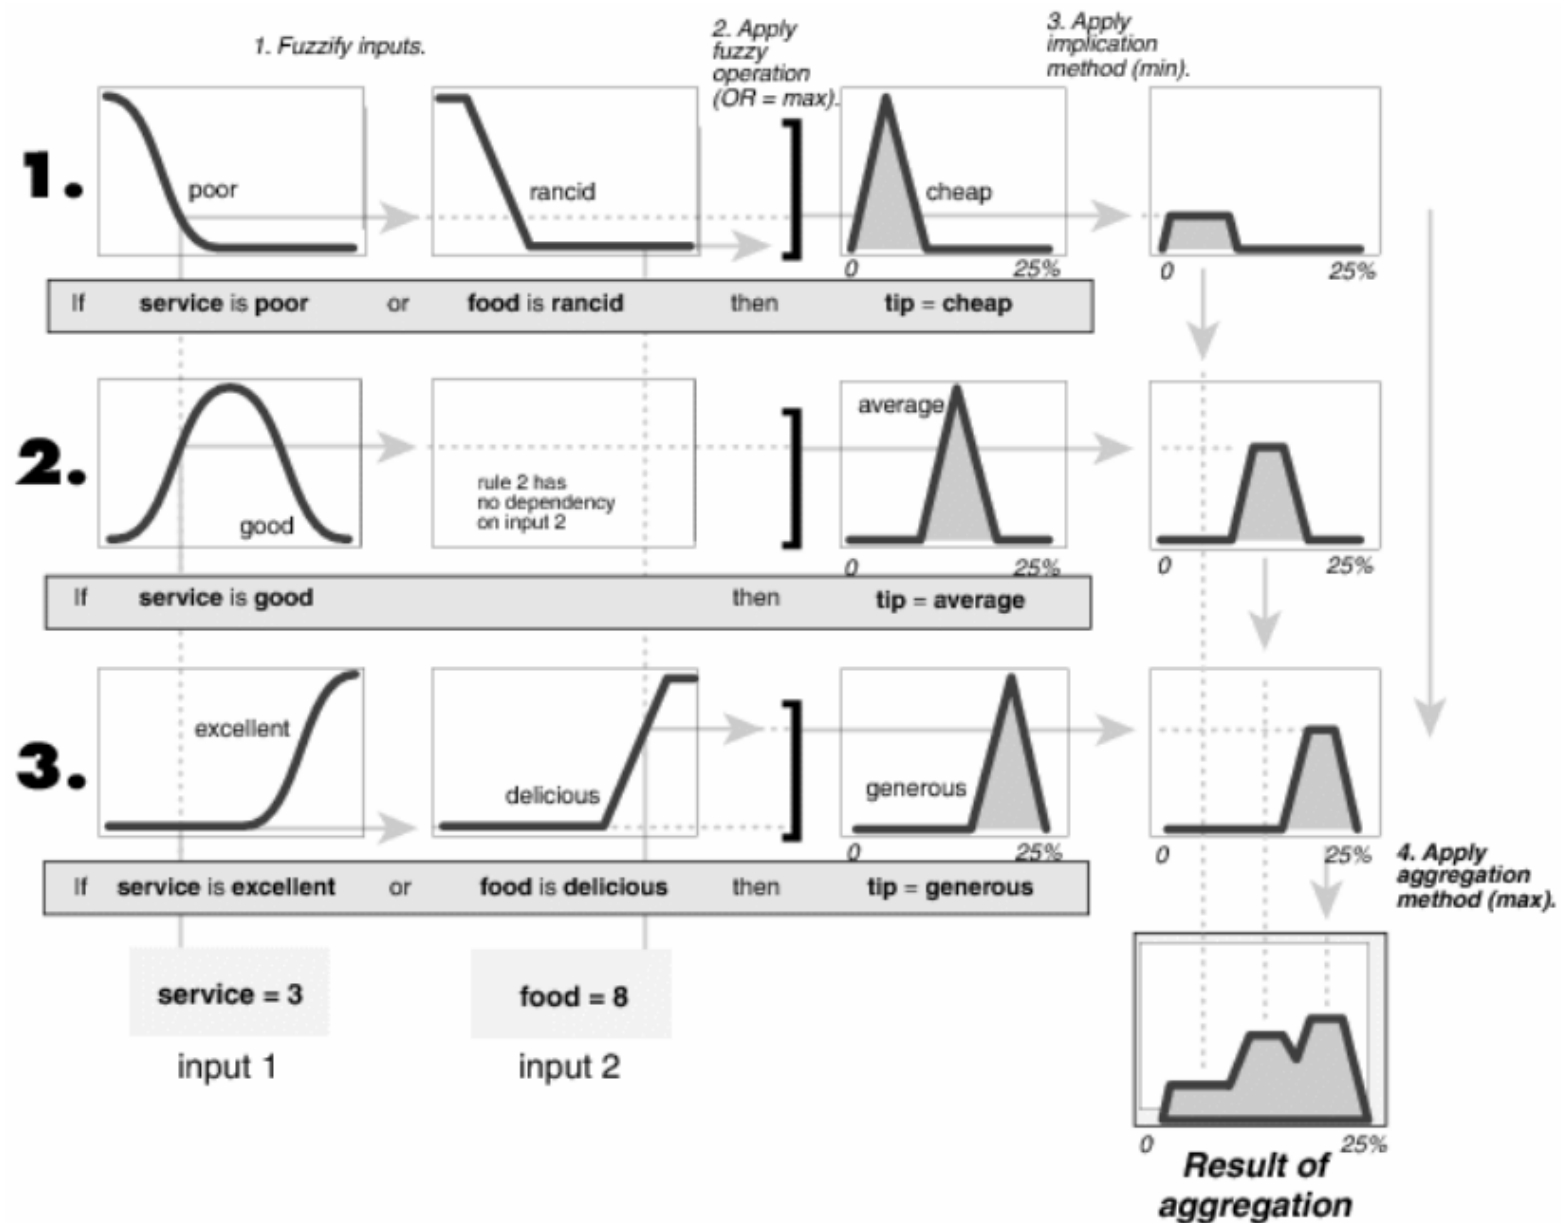 1. Fuzzify inputs.
2. Apply
fuzzy
operation
(OR = max).
3. Apply
implication
method (min).
1.
poor
rancid
cheap
0
25%
0
25%
If service is poor or food is rancid then tip = cheap
2.
good
rule 2 has
no dependency
on input 2
average
0
25%
0
25%
If service is good then tip = average
3.
excellent
delicious
generous
0
25%
0
25%
If service is excellent or food is delicious then tip = generous
4. Apply
aggregation
method (max).
service = 3
input 1
food = 8
input 2
0
25%
Result of
aggregation